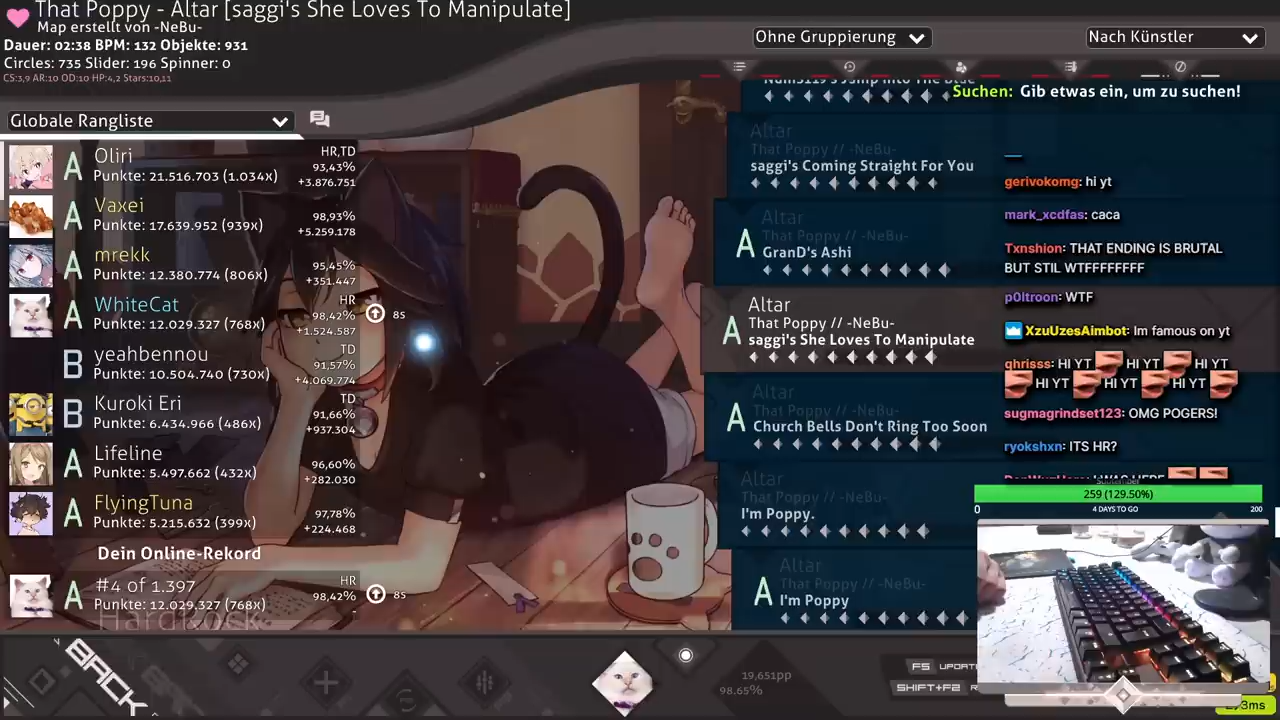 That Poppy - Altar [saggi's She Loves To Manipulate]
Map erstellt von -NeBu-
Dauer: 02:38 BPM: 132 Objekte: 931
Circles: 735 Slider: 196 Spinner: 0
CS:3,9 AR:10 OD:10 HP:4,2 Stars:10,11
Ohne Gruppierung
Nach Künstler
Suchen: Gib etwas ein, um zu suchen!
Globale Rangliste
A Oliri HR,TD
Punkte: 21.516.703 (1.034x) 93,43%
+3.876.751
A Vaxei
Punkte: 17.639.952 (939x) 98,93%
+5.259.178
A mrekk
Punkte: 12.380.774 (806x) 95,45%
+351.447
A WhiteCat HR
Punkte: 12.029.327 (768x) 98,42% 8s
+1.524.587
B yeahbennou TD
Punkte: 10.504.740 (730x) 91,57%
+4.069.774
B Kuroki Eri TD
Punkte: 6.434.966 (486x) 91,66%
+937.304
A Lifeline
Punkte: 5.497.662 (432x) 96,60%
+282.030
A FlyingTuna
Punkte: 5.215.632 (399x) 97,78%
+224.468
Dein Online-Rekord
A #4 of 1.397 HR
Punkte: 12.029.327 (768x) 98,42% 8s
-
HardRock
Altar
That Poppy // -NeBu-
saggi's Coming Straight For You
A Altar
That Poppy // -NeBu-
GranD's Ashi
A Altar
That Poppy // -NeBu-
saggi's She Loves To Manipulate
A Altar
That Poppy // -NeBu-
Church Bells Don't Ring Too Soon
Altar
That Poppy // -NeBu-
I'm Poppy.
A Altar
That Poppy // -NeBu-
I'm Poppy
gerivokomg: hi yt
mark_xcdfas: caca
Txnshion: THAT ENDING IS BRUTAL
BUT STIL WTFFFFFFFF
p0ltroon: WTF
XzuUzesAimbot: Im famous on yt
qhrisss: HI YT HI YT HI YT
HI YT HI YT HI YT
sugmagrindset123: OMG POGERS!
ryokshxn: ITS HR?
259 (129.50%)
0 4 DAYS TO GO 200
BACK
19,651pp
98.65%
F5
SHIFT+F2